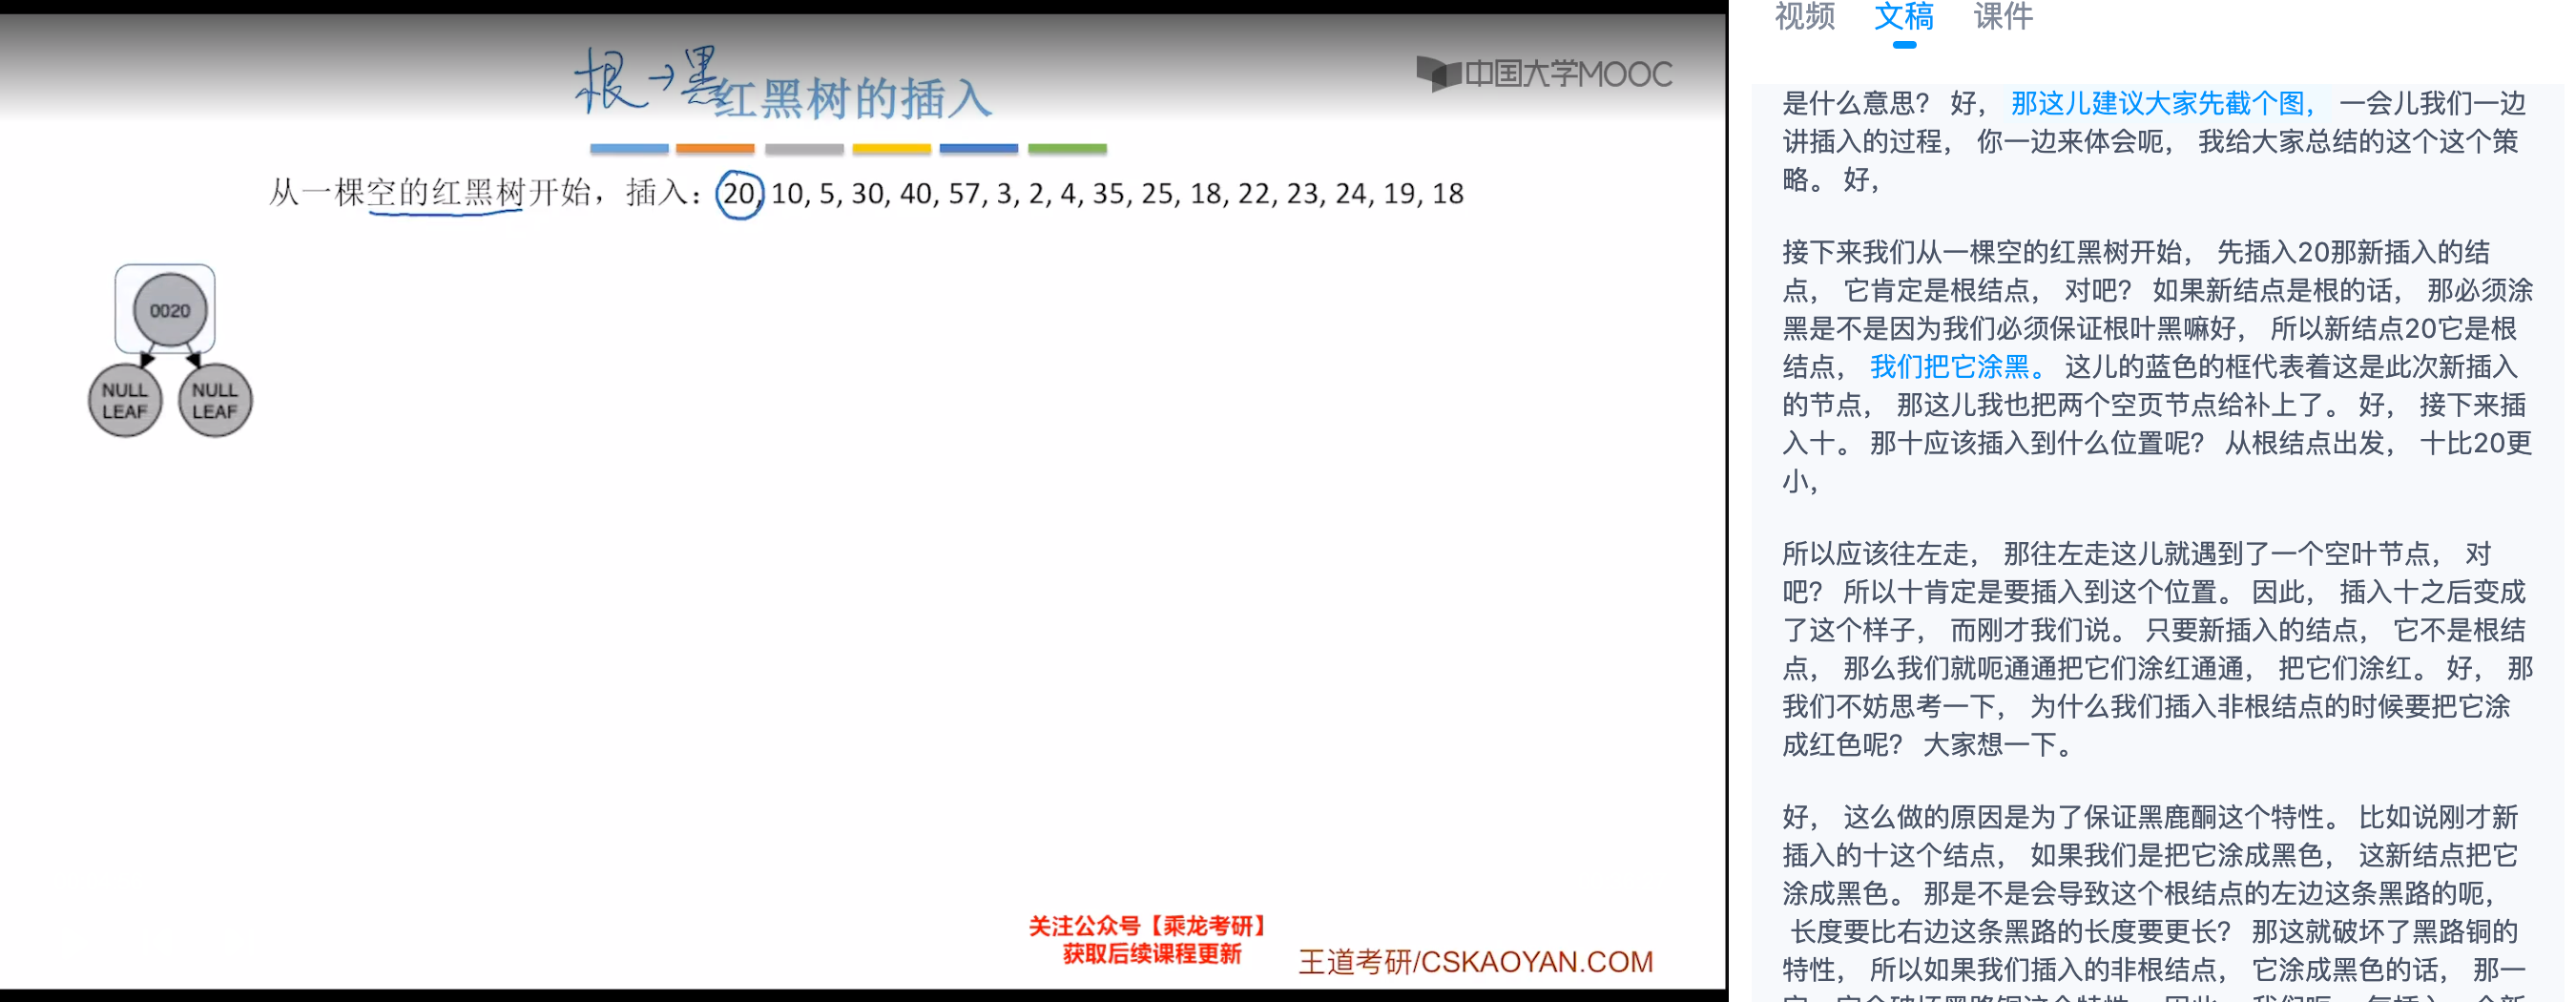 根→黑
红黑树的插入
中国大学MOOC
从一棵空的红黑树开始，插入：20, 10, 5, 30, 40, 57, 3, 2, 4, 35, 25, 18, 22, 23, 24, 19, 18
0020
NULL LEAF
NULL LEAF
关注公众号【乘龙考研】
获取后续课程更新
王道考研/CSKAOYAN.COM
视频 文稿 课件
是什么意思？ 好， 那这儿建议大家先截个图， 一会儿我们一边
讲插入的过程， 你一边来体会呃， 我给大家总结的这个这个策
略。 好，
接下来我们从一棵空的红黑树开始， 先插入20那新插入的结
点， 它肯定是根结点， 对吧？ 如果新结点是根的话， 那必须涂
黑是不是因为我们必须保证根叶黑嘛好， 所以新结点20它是根
结点， 我们把它涂黑。 这儿的蓝色的框代表着这是此次新插入
的节点， 那这儿我也把两个空页节点给补上了。 好， 接下来插
入十。 那十应该插入到什么位置呢？ 从根结点出发， 十比20更
小，
所以应该往左走， 那往左走这儿就遇到了一个空叶节点， 对
吧？ 所以十肯定是要插入到这个位置。 因此， 插入十之后变成
了这个样子， 而刚才我们说。 只要新插入的结点， 它不是根结
点， 那么我们就呃通通把它们涂红通通， 把它们涂红。 好， 那
我们不妨思考一下， 为什么我们插入非根结点的时候要把它涂
成红色呢？ 大家想一下。
好， 这么做的原因是为了保证黑鹿酮这个特性。 比如说刚才新
插入的十这个结点， 如果我们是把它涂成黑色， 这新结点把它
涂成黑色。 那是不是会导致这个根结点的左边这条黑路的呃，
长度要比右边这条黑路的长度要更长？ 那这就破坏了黑路铜的
特性， 所以如果我们插入的非根结点， 它涂成黑色的话， 那一